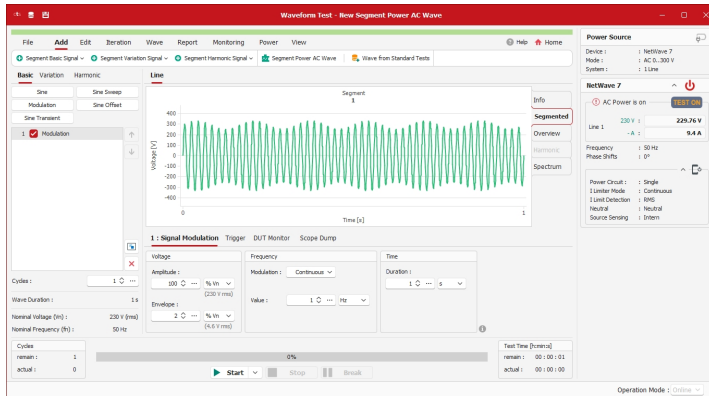 Waveform Test - New Segment Power AC Wave
File Add Edit Iteration Wave Report Monitoring Power View Help Home
Segment Basic Signal Segment Variation Signal Segment Harmonic Signal Segment Power AC Wave Wave from Standard Tests
Basic Variation Harmonic
Sine Sine Sweep
Modulation Sine Offset
Sine Transient
1 Modulation
Cycles : 1 ...
Wave Duration : 1 s
Nominal Voltage (Vn) : 230 V (rms)
Nominal Frequency (fn) : 50 Hz
Line
Segment
1
Voltage [V]
400
300
200
100
0
-100
-200
-300
-400
0 1
Time [s]
Info
Segmented
Overview
Harmonic
Spectrum
1 : Signal Modulation Trigger DUT Monitor Scope Dump
Voltage
Amplitude :
100 ... % Vn
(230 V rms)
Envelope :
2 ... % Vn
(4.6 V rms)
Frequency
Modulation : Continuous
Value : 1 Hz
Time
Duration :
1 ... s
Cycles
remain : 1
actual : 0
0%
Start Stop Break
Test Time [h:min:s]
remain : 00 : 00 : 01
actual : 00 : 00 : 00
Power Source
Device : : NetWave 7
Mode : : AC 0...300 V
System : : 1 Line
NetWave 7
AC Power is on TEST ON
Line 1
230 V : 229.76 V
- A : 9.4 A
Frequency : 50 Hz
Phase Shifts : 0°
Power Circuit : : Single
I Limiter Mode : Continuous
I Limit Detection : RMS
Neutral : Neutral
Source Sensing : Intern
Operation Mode : Online